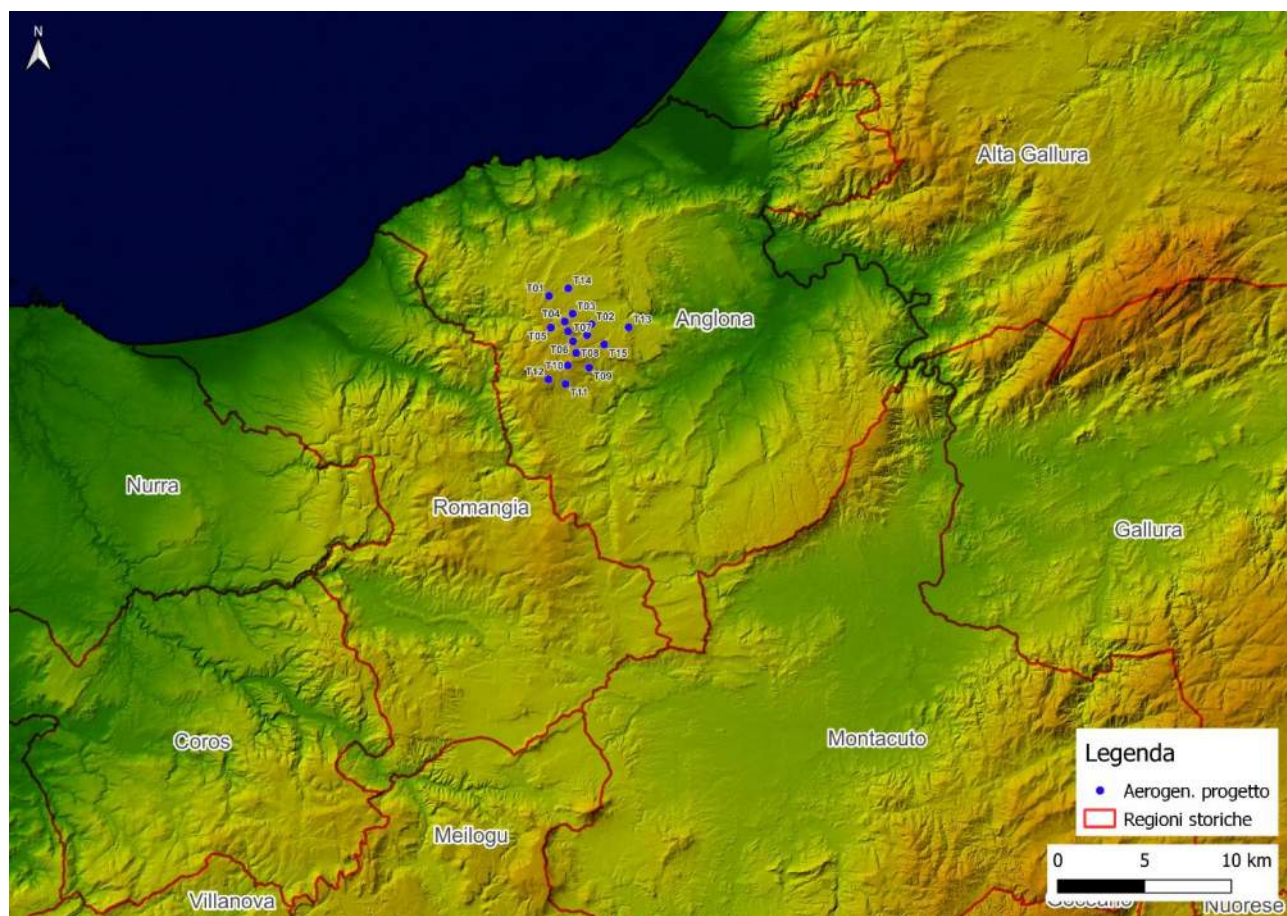 N
Alta Gallura
T14
T01
T03
T04
T02
T13
Anglona
T05
T07
T06
T08
T15
T10
T12
T09
T11
Nurra
Romangia
Gallura
Coros
Montacuto
Legenda
Aerogen. progetto
Regioni storiche
Meilogu
0 5 10 km
Villanova
Nuorese